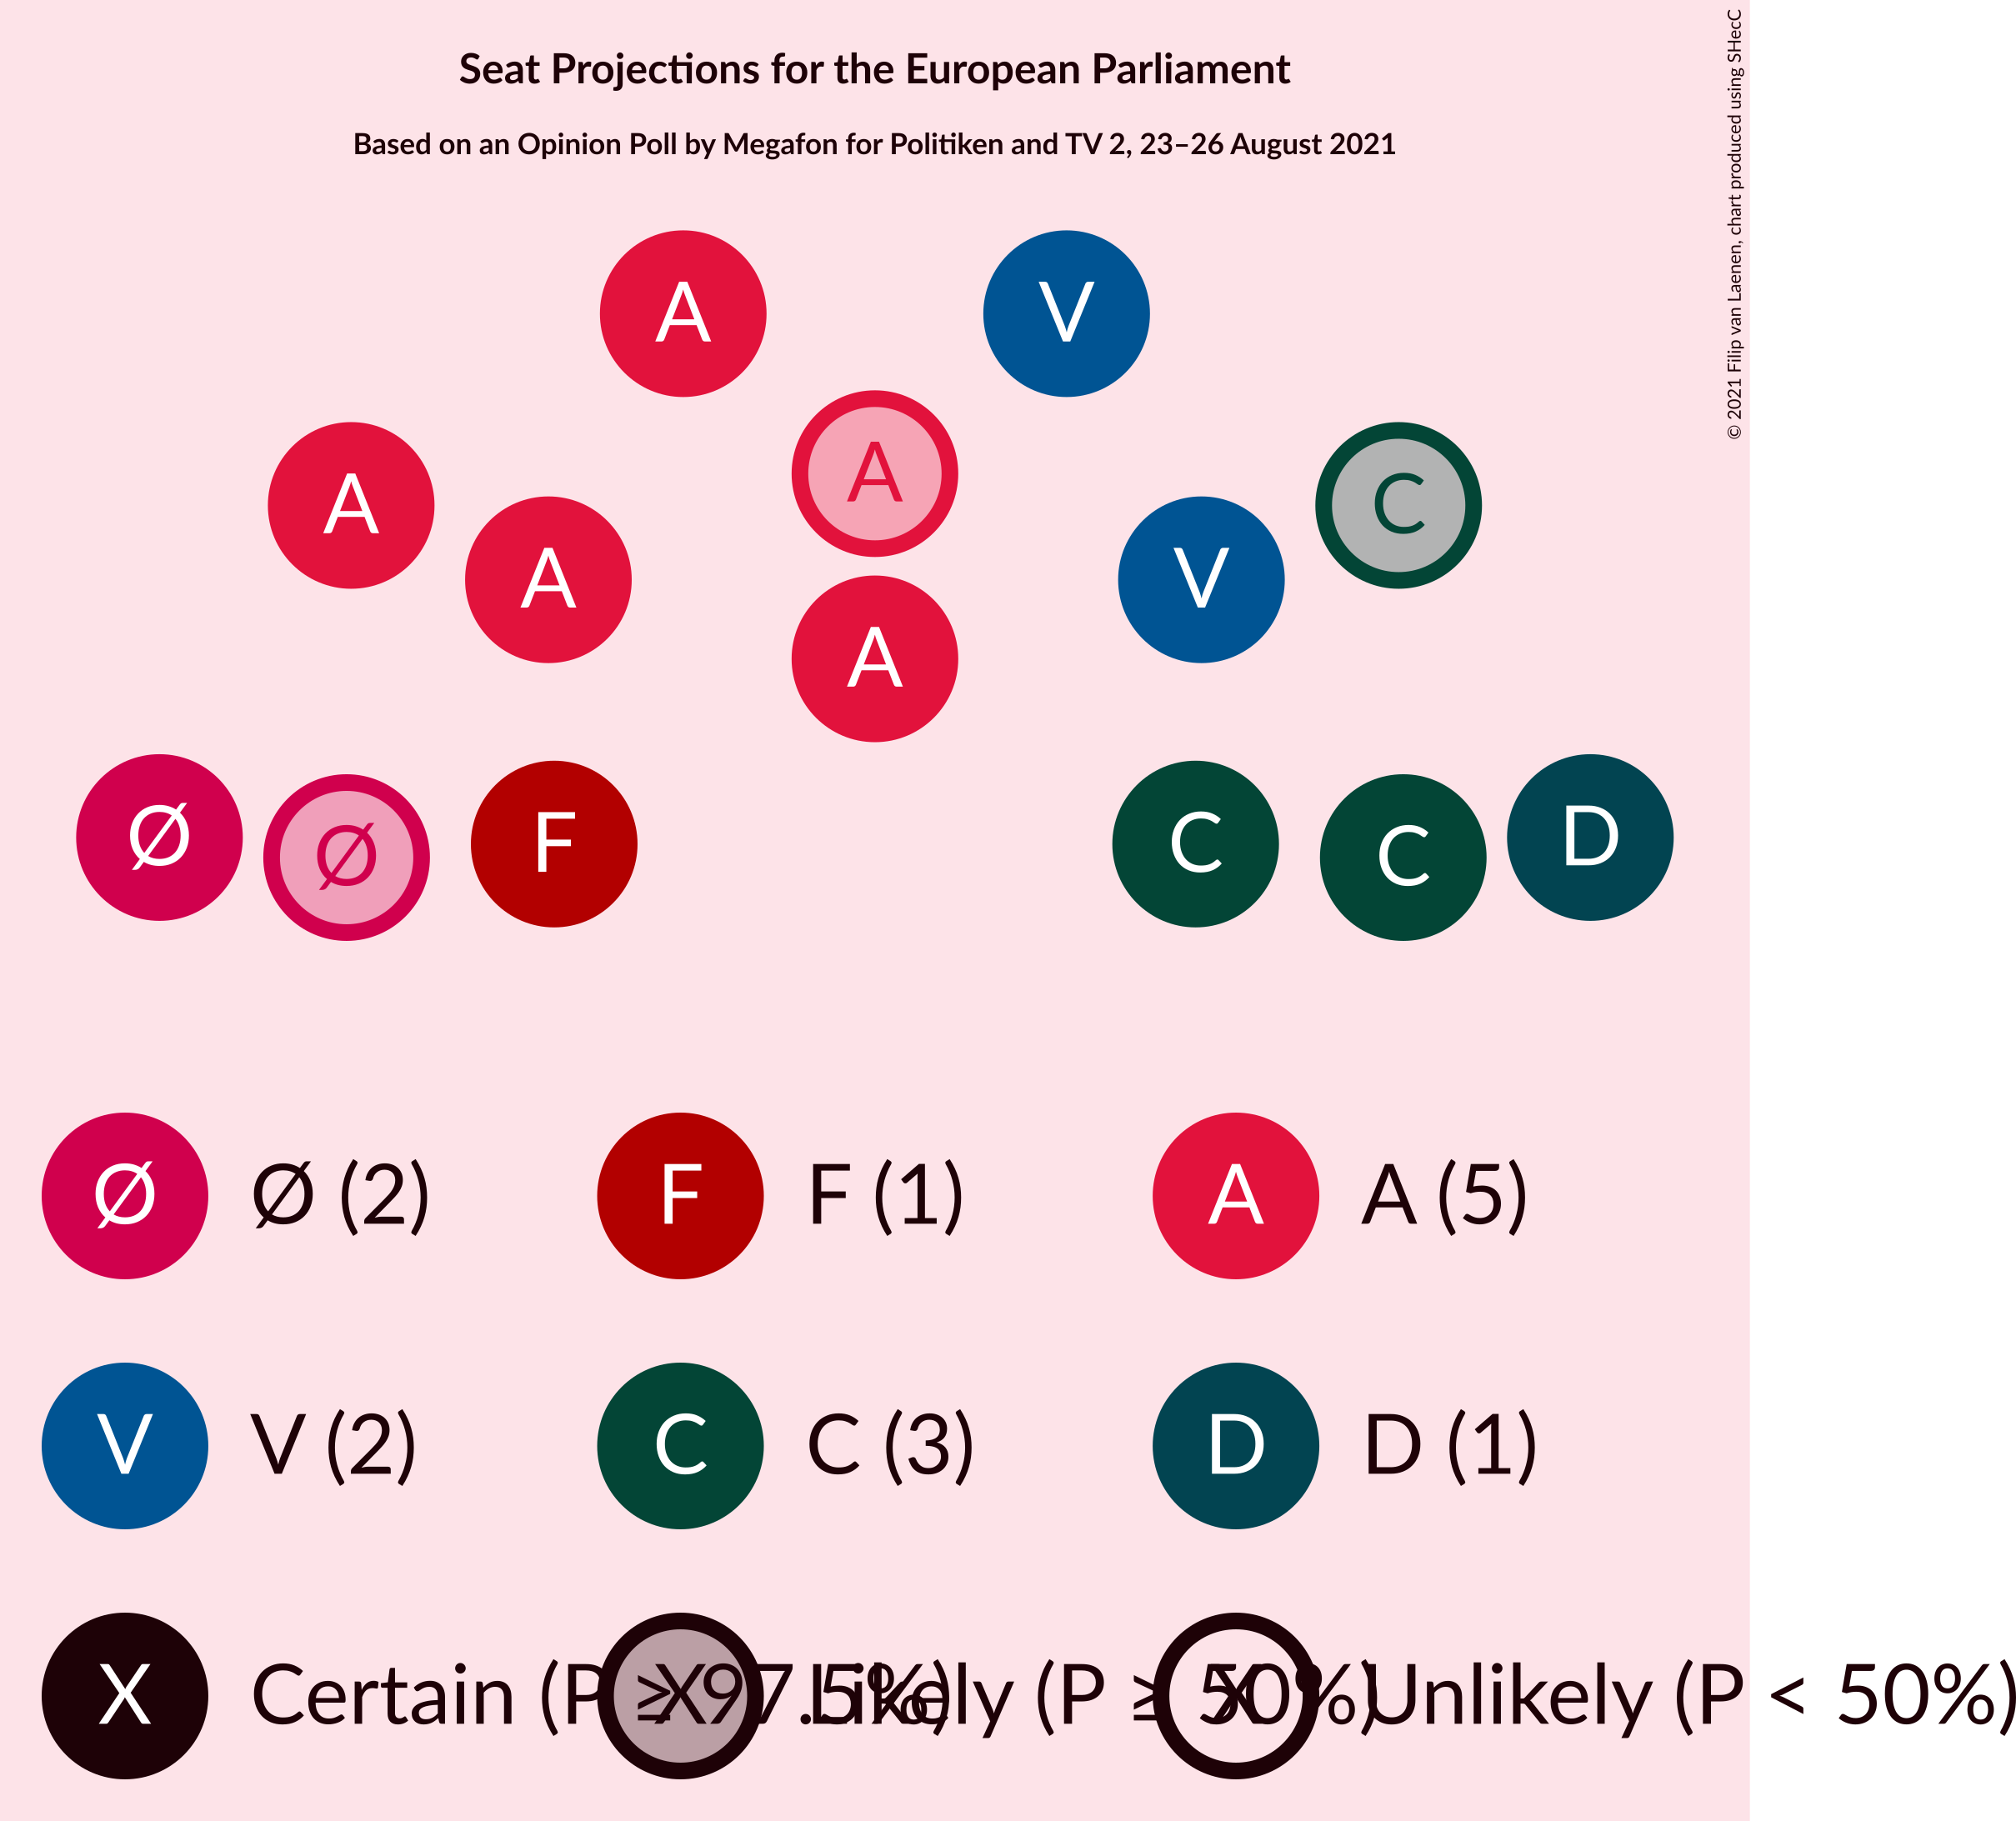 Seat Projections for the European Parliament
Based on an Opinion Poll by Megafon for Politiken and TV 2, 23–26 August 2021
© 2021 Filip van Laenen, chart produced using SHecC
A V
A A C
A V
A
Ø Ø F C C D
Ø Ø (2) F F (1) A A (5)
V V (2) C C (3) D D (1)
X Certain (P ≥ 97.5%) X Likely (P ≥ 50%) X Unlikely (P < 50%)